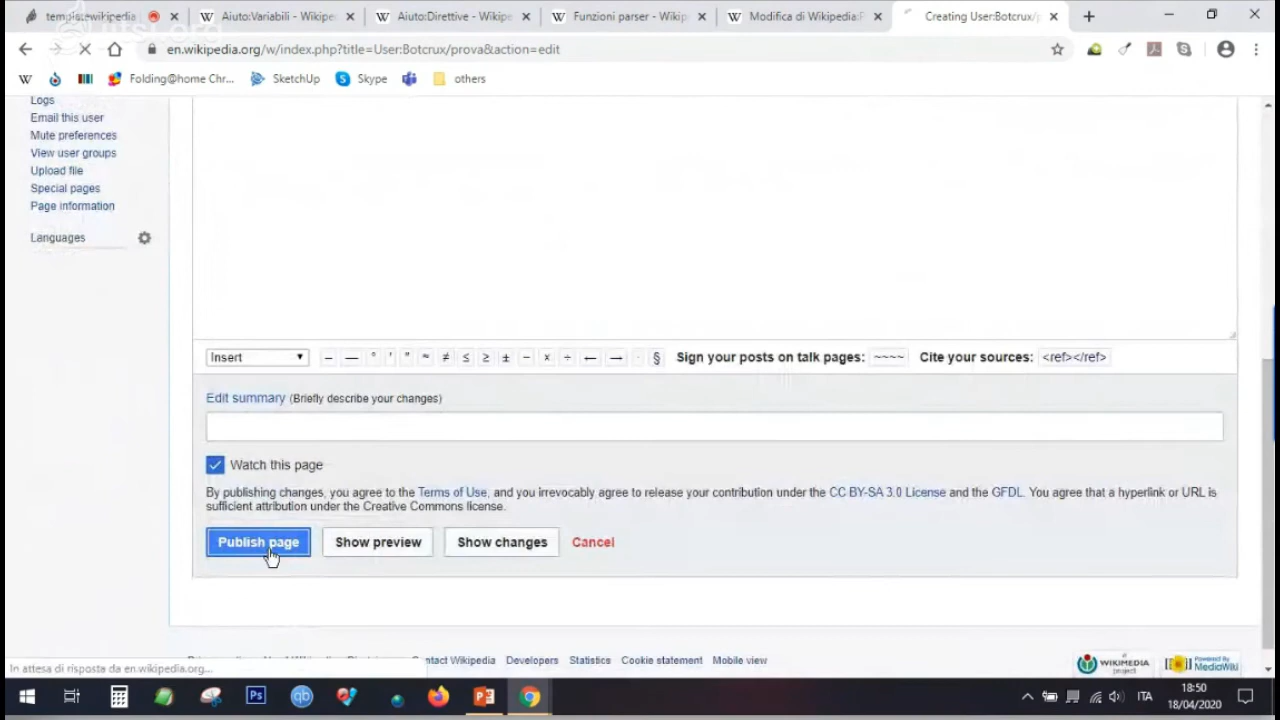 templatewikipedia
Aiuto:Variabili - Wikipe
Aiuto:Direttive - Wikipe
Funzioni parser - Wikip
Modifica di Wikipedia:P
Creating User:Botcrux/p
en.wikipedia.org/w/index.php?title=User:Botcrux/prova&action=edit
Folding@home Chr... SketchUp Skype others
Logs
Email this user
Mute preferences
View user groups
Upload file
Special pages
Page information
Languages
Insert – — ° ′ ″ ≈ ≠ ≤ ≥ ± − × ÷ ← → · § Sign your posts on talk pages: ~~~~ Cite your sources: <ref></ref>
Edit summary (Briefly describe your changes)
Watch this page
By publishing changes, you agree to the Terms of Use, and you irrevocably agree to release your contribution under the CC BY-SA 3.0 License and the GFDL. You agree that a hyperlink or URL is
sufficient attribution under the Creative Commons license.
Publish page Show preview Show changes Cancel
In attesa di risposta da en.wikipedia.org...
Contact Wikipedia Developers Statistics Cookie statement Mobile view
a
WIKIMEDIA
project
Powered By
MediaWiki
ITA
18:50
18/04/2020